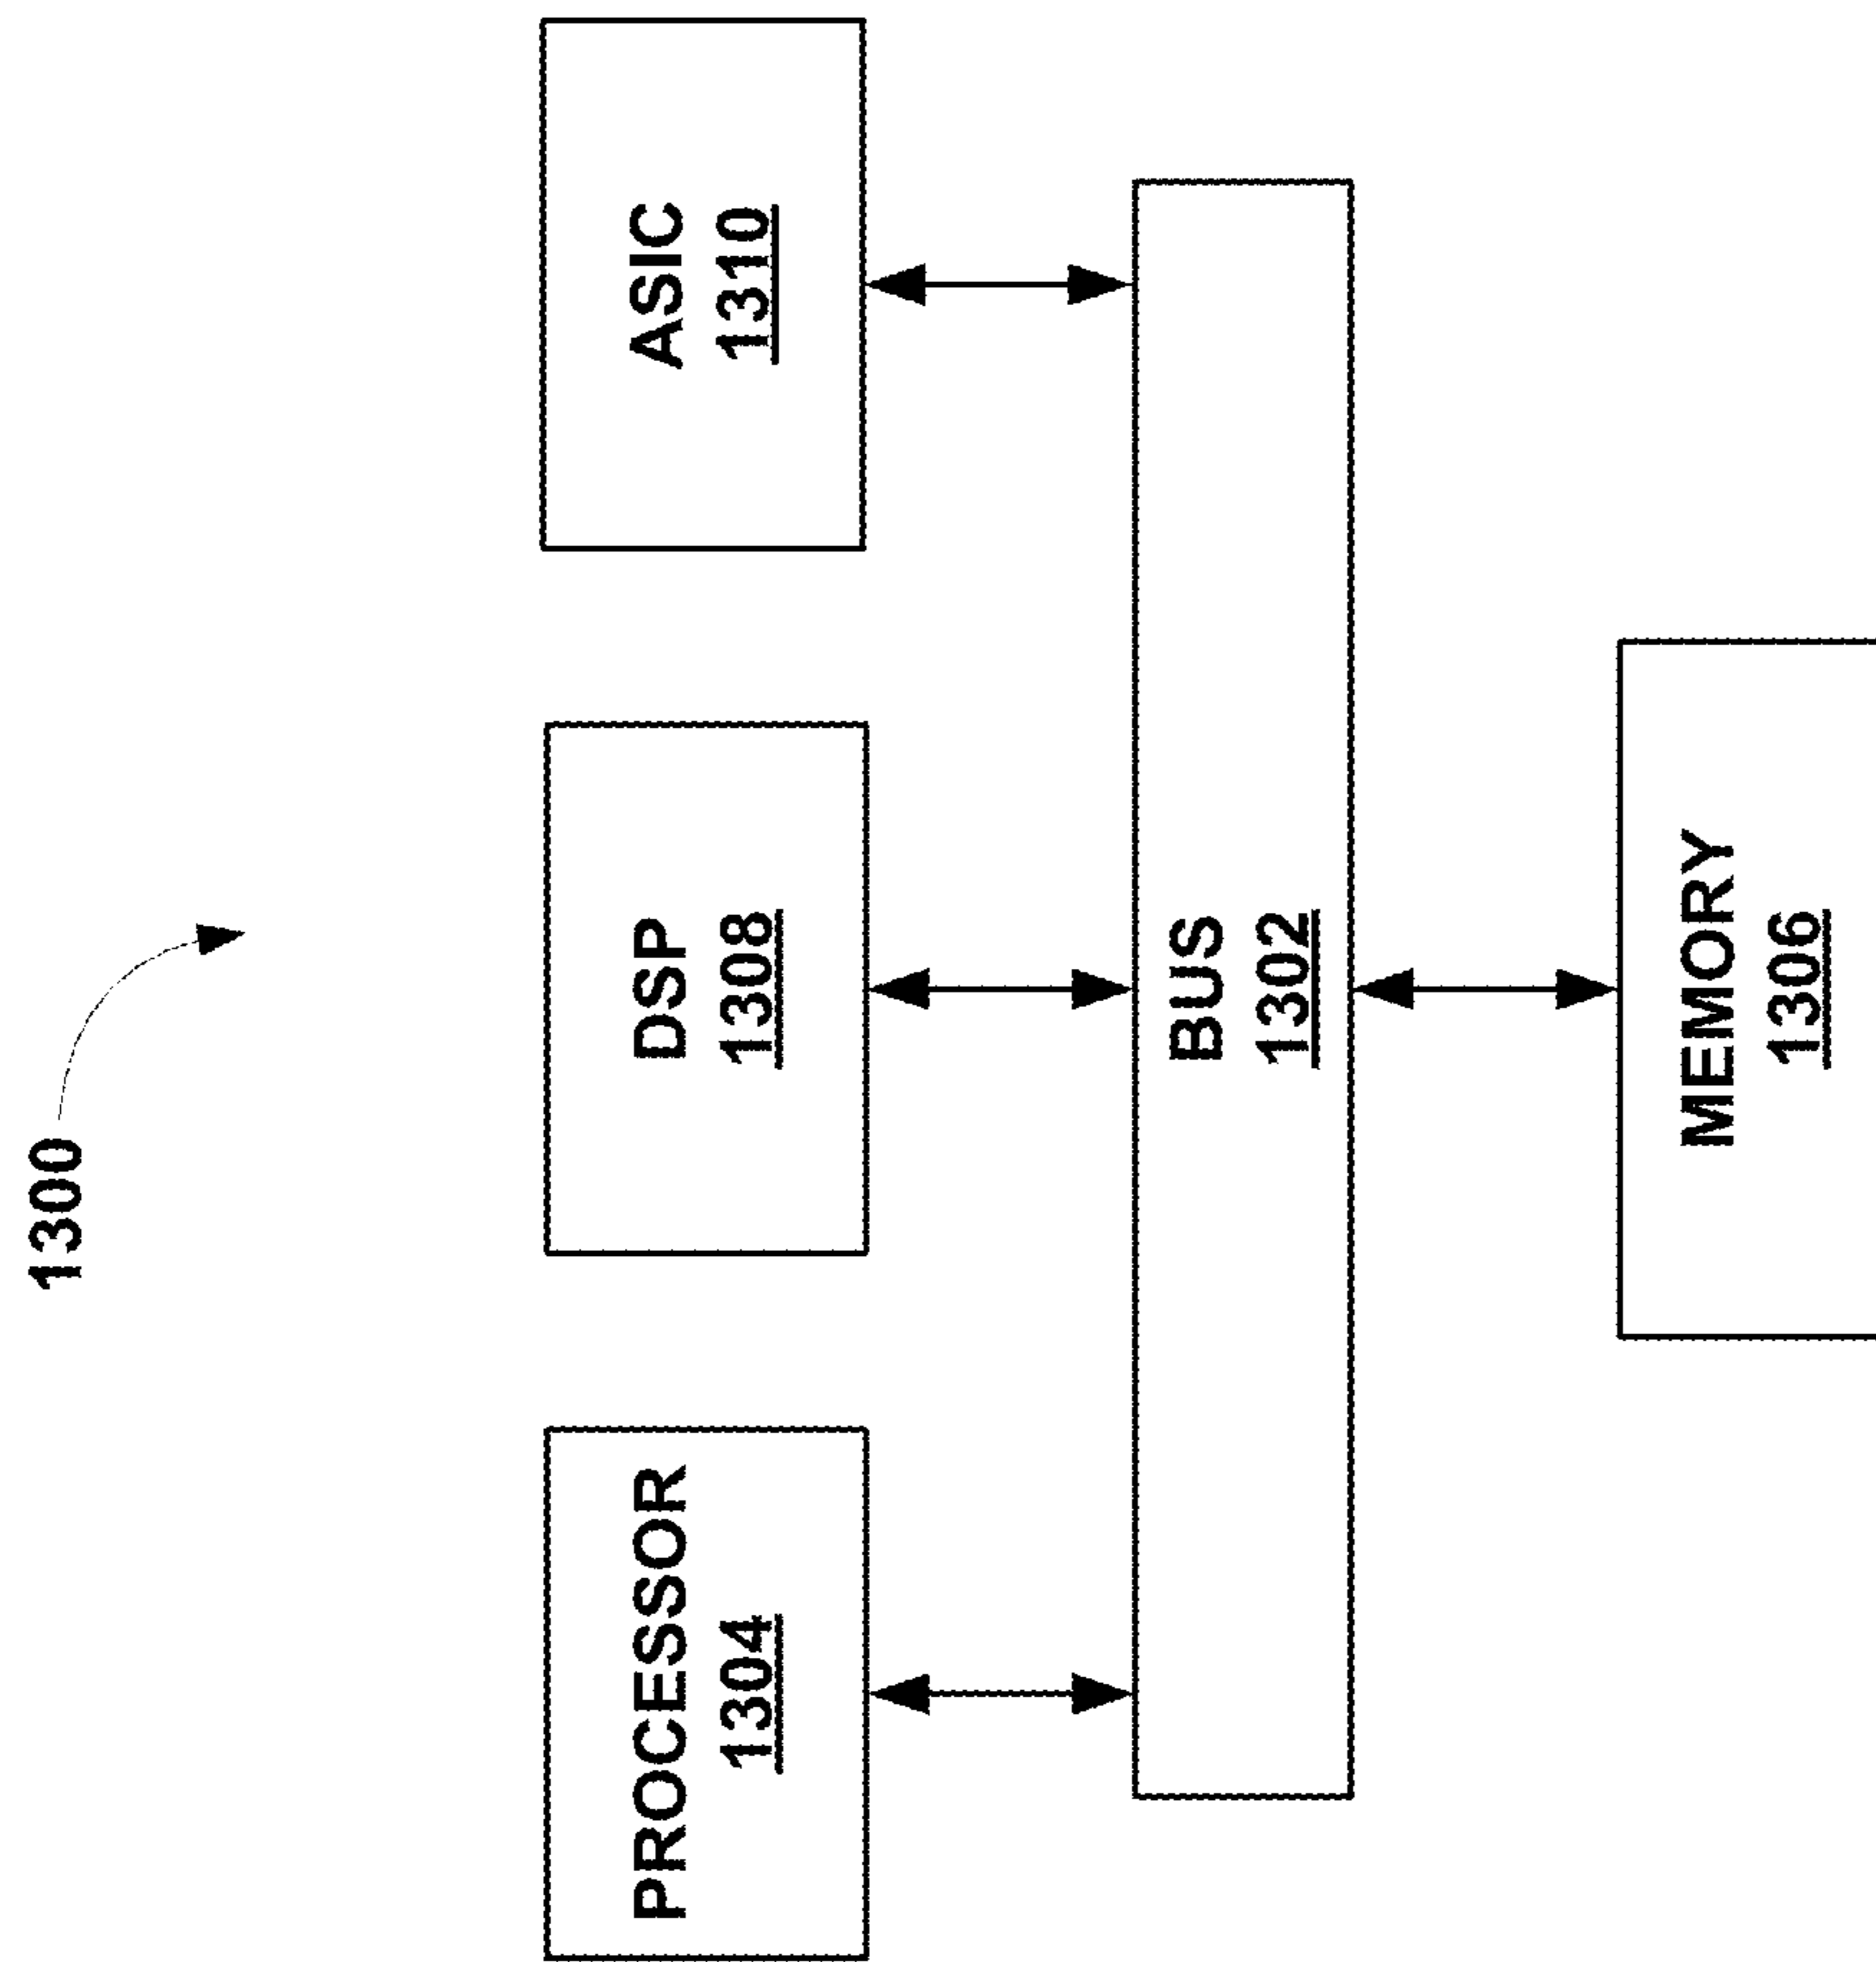 1300
PROCESSOR
1304
DSP
1308
ASIC
1310
BUS
1302
MEMORY
1306